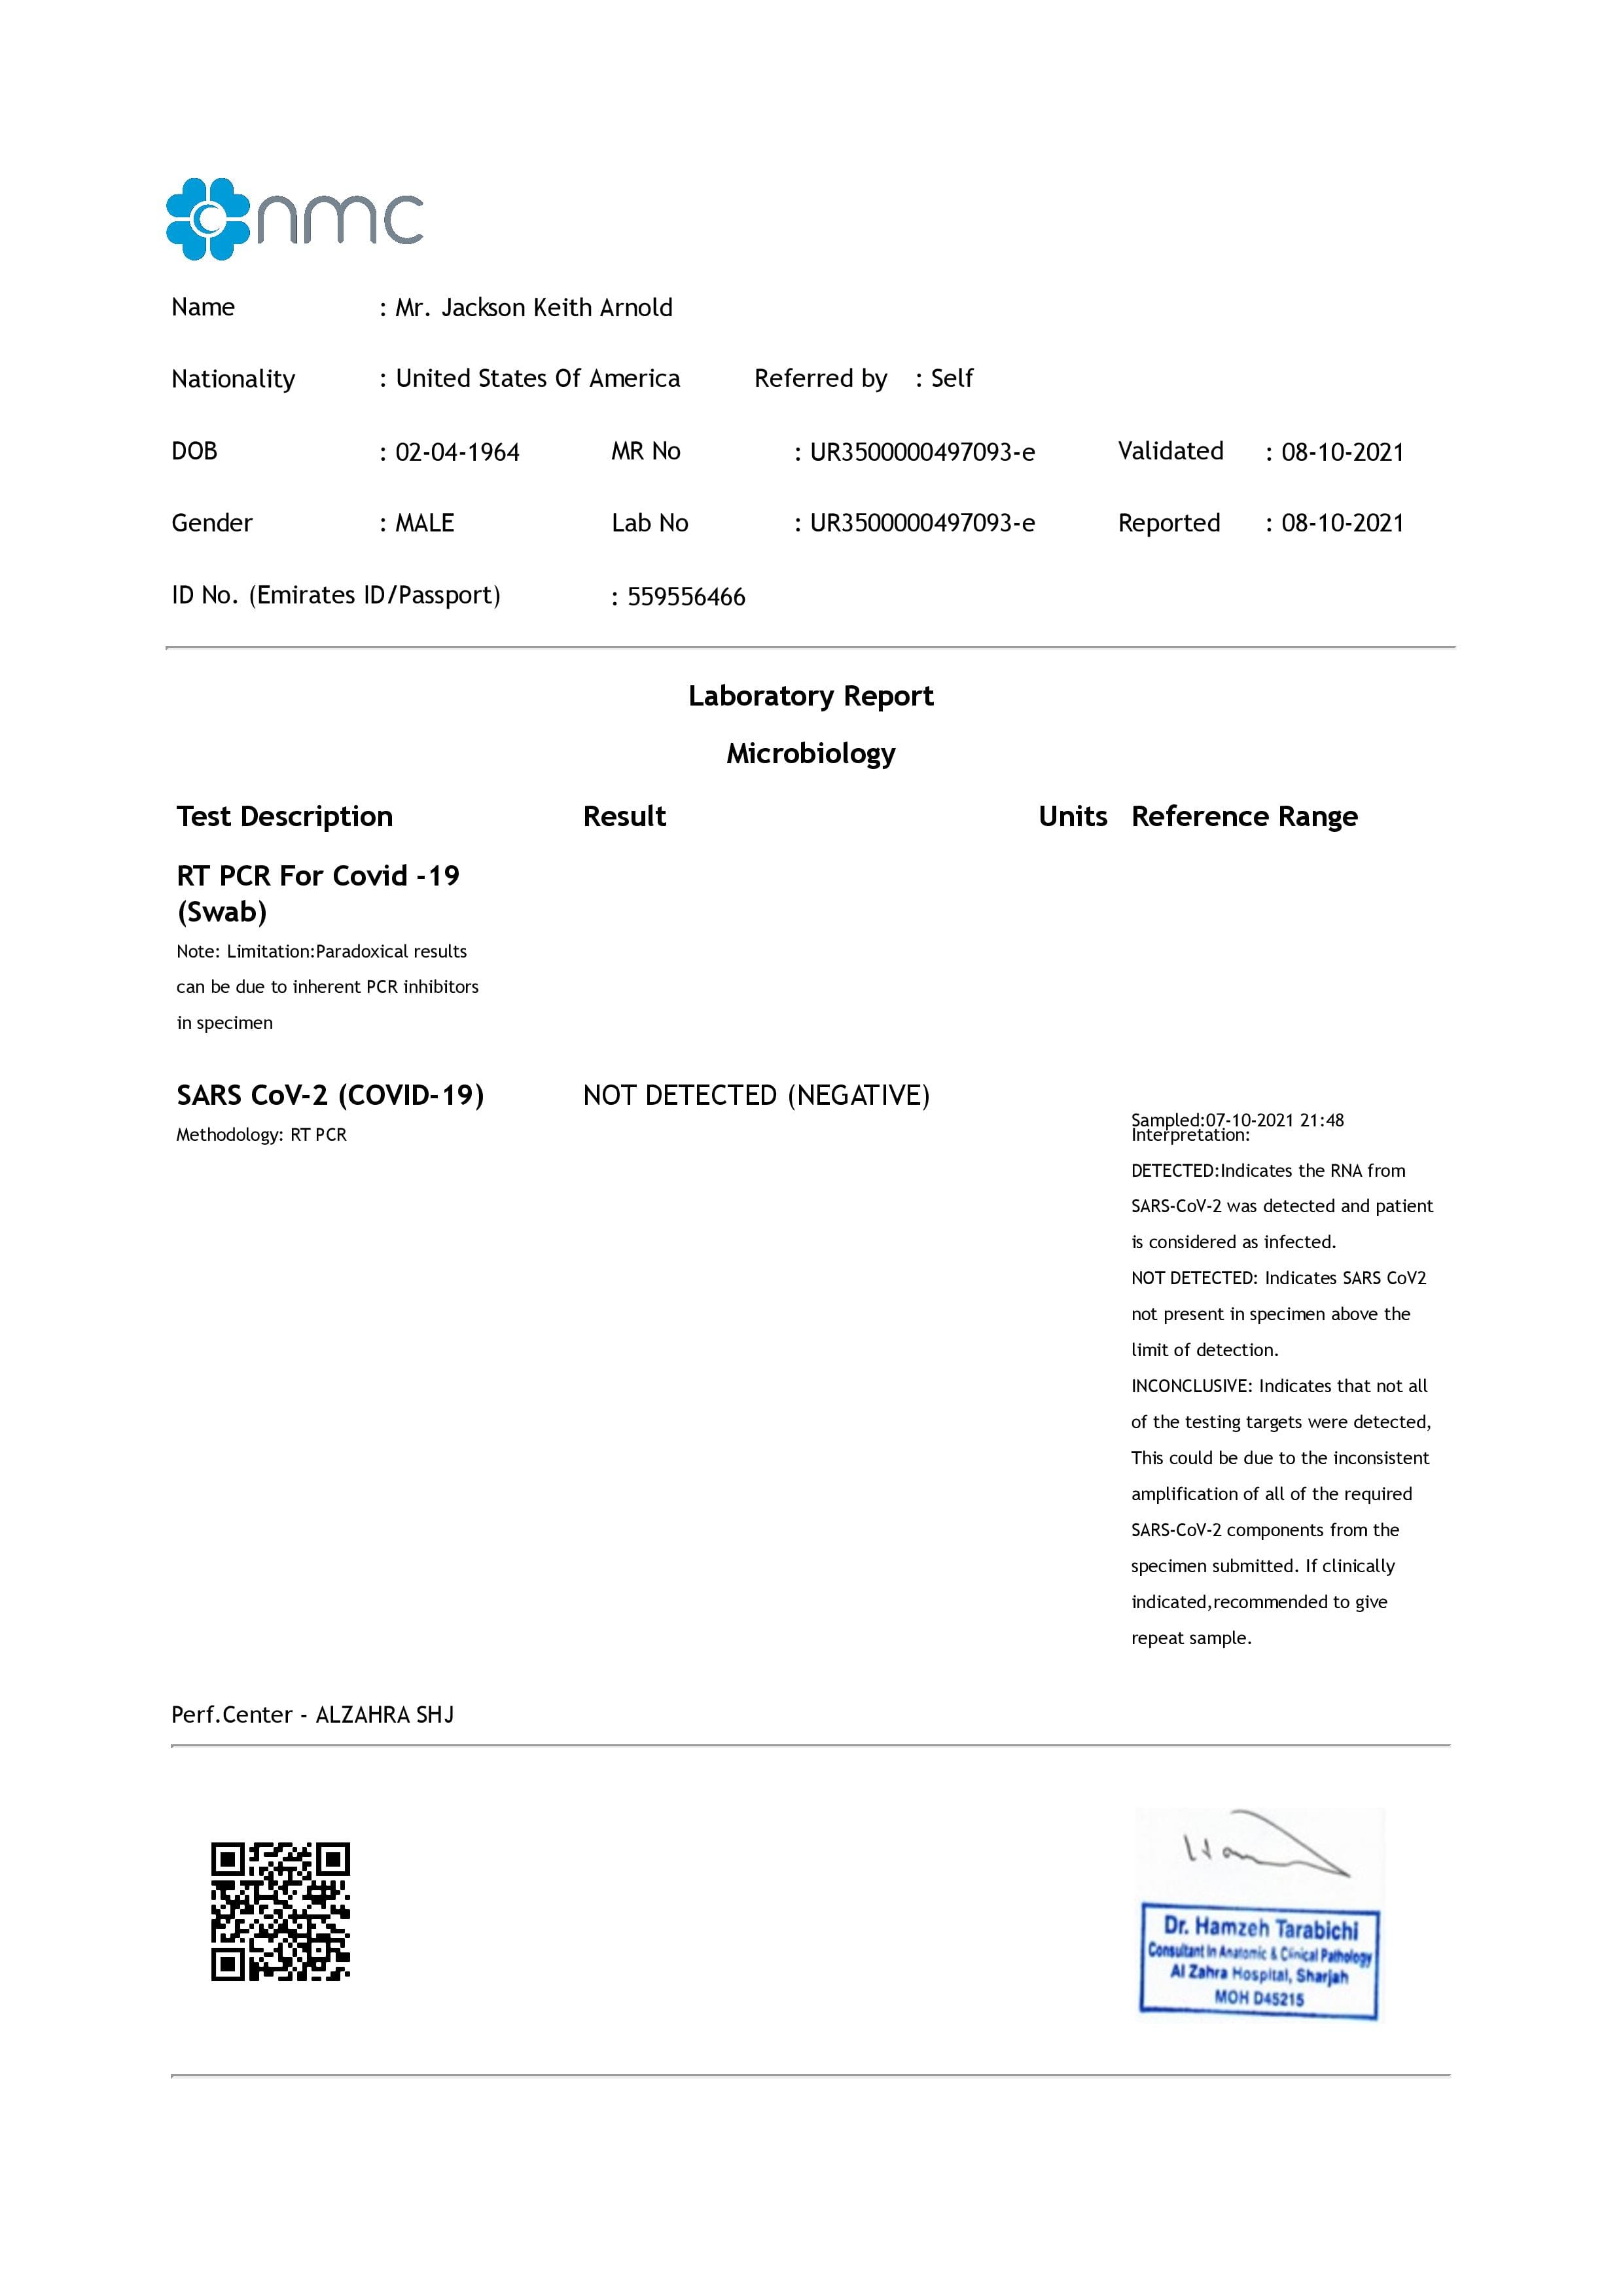 nmc
Name : Mr. Jackson Keith Arnold
Nationality : United States Of America Referred by : Self
DOB : 02-04-1964 MR No : UR3500000497093-e Validated : 08-10-2021
Gender : MALE Lab No : UR3500000497093-e Reported : 08-10-2021
ID No. (Emirates ID/Passport) : 559556466
Laboratory Report
Microbiology
Test Description Result Units Reference Range
RT PCR For Covid -19
(Swab)
Note: Limitation:Paradoxical results
can be due to inherent PCR inhibitors
in specimen
SARS CoV-2 (COVID-19) NOT DETECTED (NEGATIVE)
Methodology: RT PCR
Sampled:07-10-2021 21:48
Interpretation:
DETECTED:Indicates the RNA from
SARS-CoV-2 was detected and patient
is considered as infected.
NOT DETECTED: Indicates SARS CoV2
not present in specimen above the
limit of detection.
INCONCLUSIVE: Indicates that not all
of the testing targets were detected,
This could be due to the inconsistent
amplification of all of the required
SARS-CoV-2 components from the
specimen submitted. If clinically
indicated,recommended to give
repeat sample.
Perf.Center - ALZAHRA SHJ
Dr. Hamzeh Tarabichi
Consultant in Anatomic & Clinical Pathology
Al Zahra Hospital, Sharjah
MOH D45215